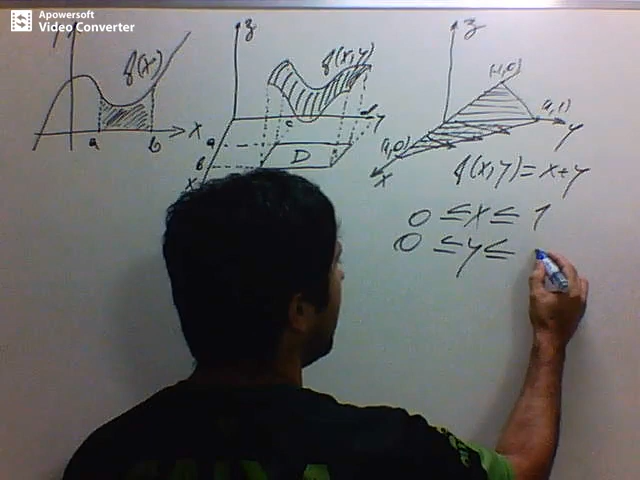 Apowersoft
Video Converter
f(x)
a b x
z
f(x,y)
c d y
a
b
D
x
z
(-1,0)
(0,1)
y
(1,0)
x
f(x,y)=x+y
0 ≤ x ≤ 1
0 ≤ y ≤